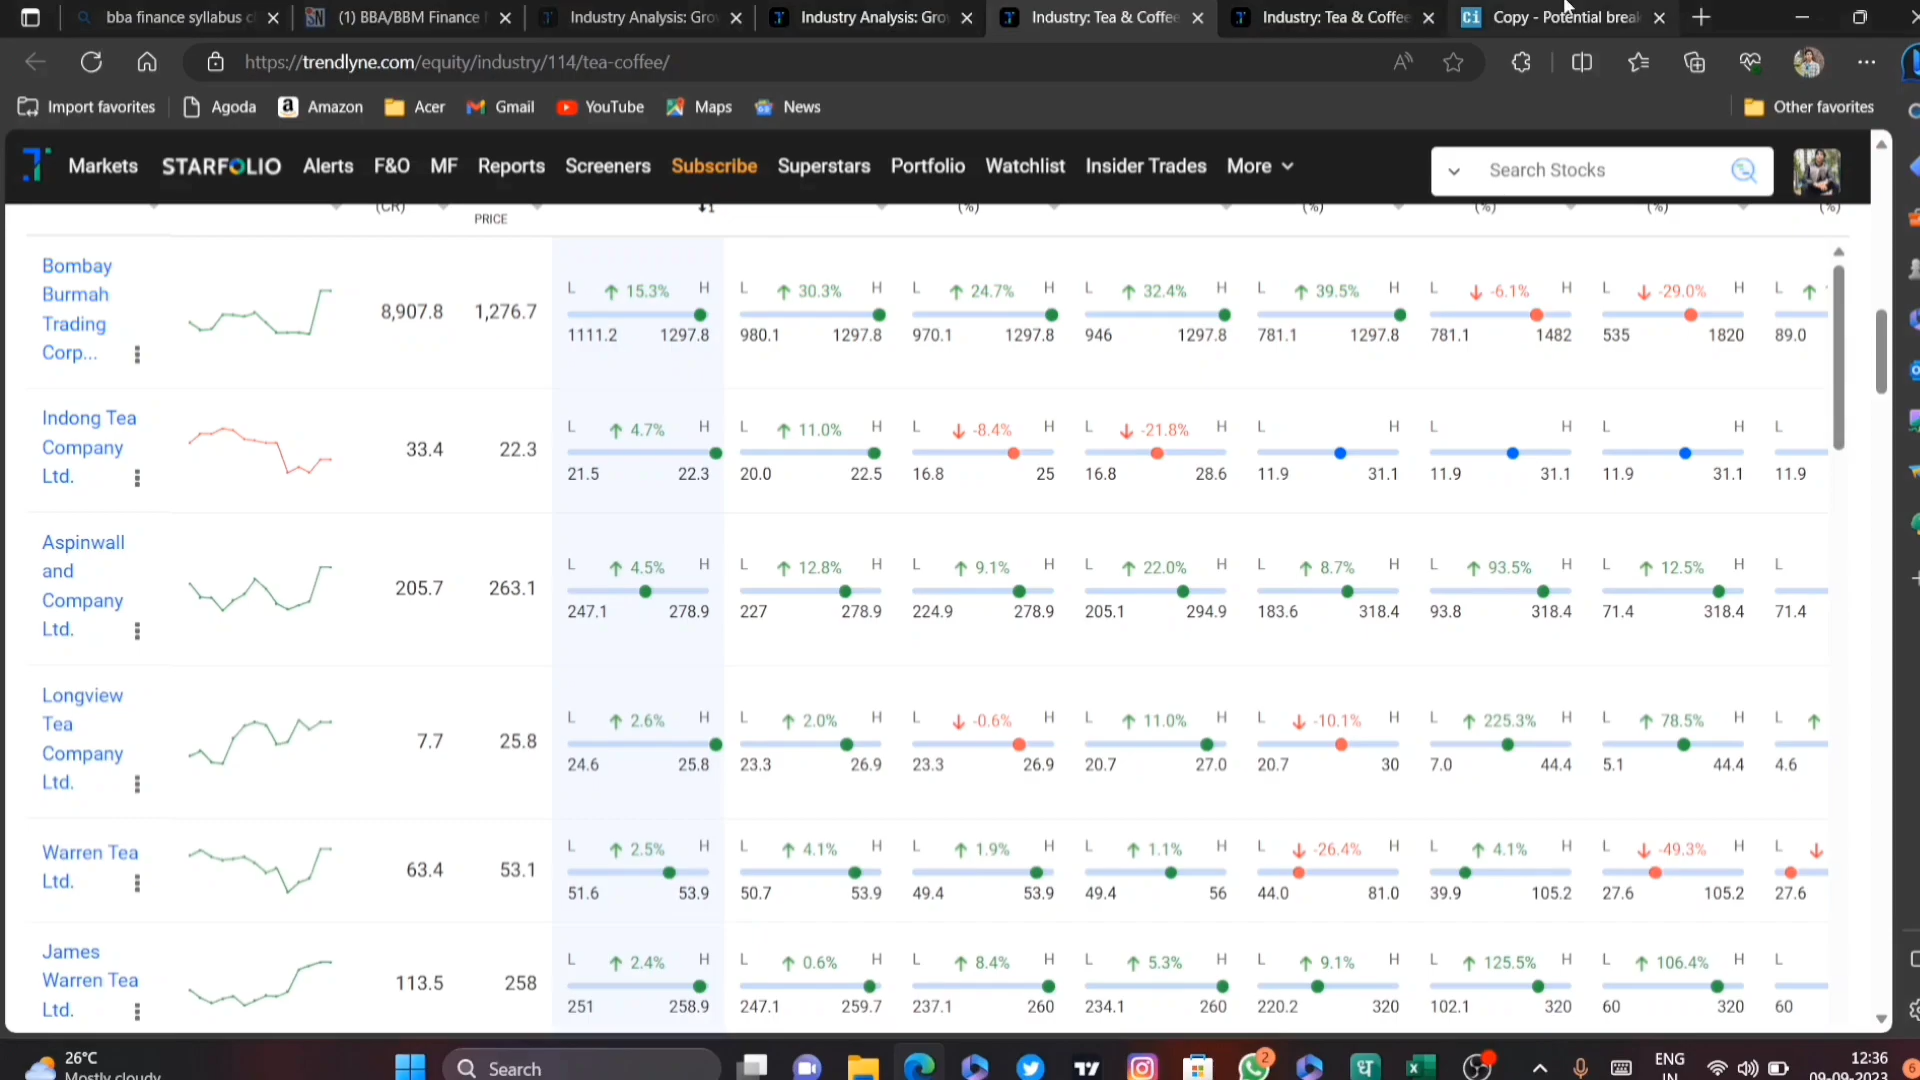 bba finance syllabus
(1) BBA/BBM Finance
Industry Analysis: Gro
Industry Analysis: Gro
Industry: Tea & Coffee
Industry: Tea & Coffee
Copy - Potential brea
https://trendlyne.com/equity/industry/114/tea-coffee/
Import favorites Agoda Amazon Acer Gmail YouTube Maps News Other favorites
Markets STARFOLIO Alerts F&O MF Reports Screeners Subscribe Superstars Portfolio Watchlist Insider Trades More Search Stocks
(CR) PRICE ↓1 (%) (%) (%) (%) (%)
Bombay Burmah Trading Corp...
8,907.8 1,276.7
L ↑ 15.3% H L ↑ 30.3% H L ↑ 24.7% H L ↑ 32.4% H L ↑ 39.5% H L ↓ -6.1% H L ↓ -29.0% H L ↑
1111.2 1297.8 980.1 1297.8 970.1 1297.8 946 1297.8 781.1 1297.8 781.1 1482 535 1820 89.0
Indong Tea Company Ltd.
33.4 22.3
L ↑ 4.7% H L ↑ 11.0% H L ↓ -8.4% H L ↓ -21.8% H L H L H L H L
21.5 22.3 20.0 22.5 16.8 25 16.8 28.6 11.9 31.1 11.9 31.1 11.9 31.1 11.9
Aspinwall and Company Ltd.
205.7 263.1
L ↑ 4.5% H L ↑ 12.8% H L ↑ 9.1% H L ↑ 22.0% H L ↑ 8.7% H L ↑ 93.5% H L ↑ 12.5% H L
247.1 278.9 227 278.9 224.9 278.9 205.1 294.9 183.6 318.4 93.8 318.4 71.4 318.4 71.4
Longview Tea Company Ltd.
7.7 25.8
L ↑ 2.6% H L ↑ 2.0% H L ↓ -0.6% H L ↑ 11.0% H L ↓ -10.1% H L ↑ 225.3% H L ↑ 78.5% H L ↑
24.6 25.8 23.3 26.9 23.3 26.9 20.7 27.0 20.7 30 7.0 44.4 5.1 44.4 4.6
Warren Tea Ltd.
63.4 53.1
L ↑ 2.5% H L ↑ 4.1% H L ↑ 1.9% H L ↑ 1.1% H L ↓ -26.4% H L ↑ 4.1% H L ↓ -49.3% H L ↓
51.6 53.9 50.7 53.9 49.4 53.9 49.4 56 44.0 81.0 39.9 105.2 27.6 105.2 27.6
James Warren Tea Ltd.
113.5 258
L ↑ 2.4% H L ↑ 0.6% H L ↑ 8.4% H L ↑ 5.3% H L ↑ 9.1% H L ↑ 125.5% H L ↑ 106.4% H L
251 258.9 247.1 259.7 237.1 260 234.1 260 220.2 320 102.1 320 60 320 60
26°C
Mostly cloudy
Search
2
ENG
IN
12:36
09-09-2023
6